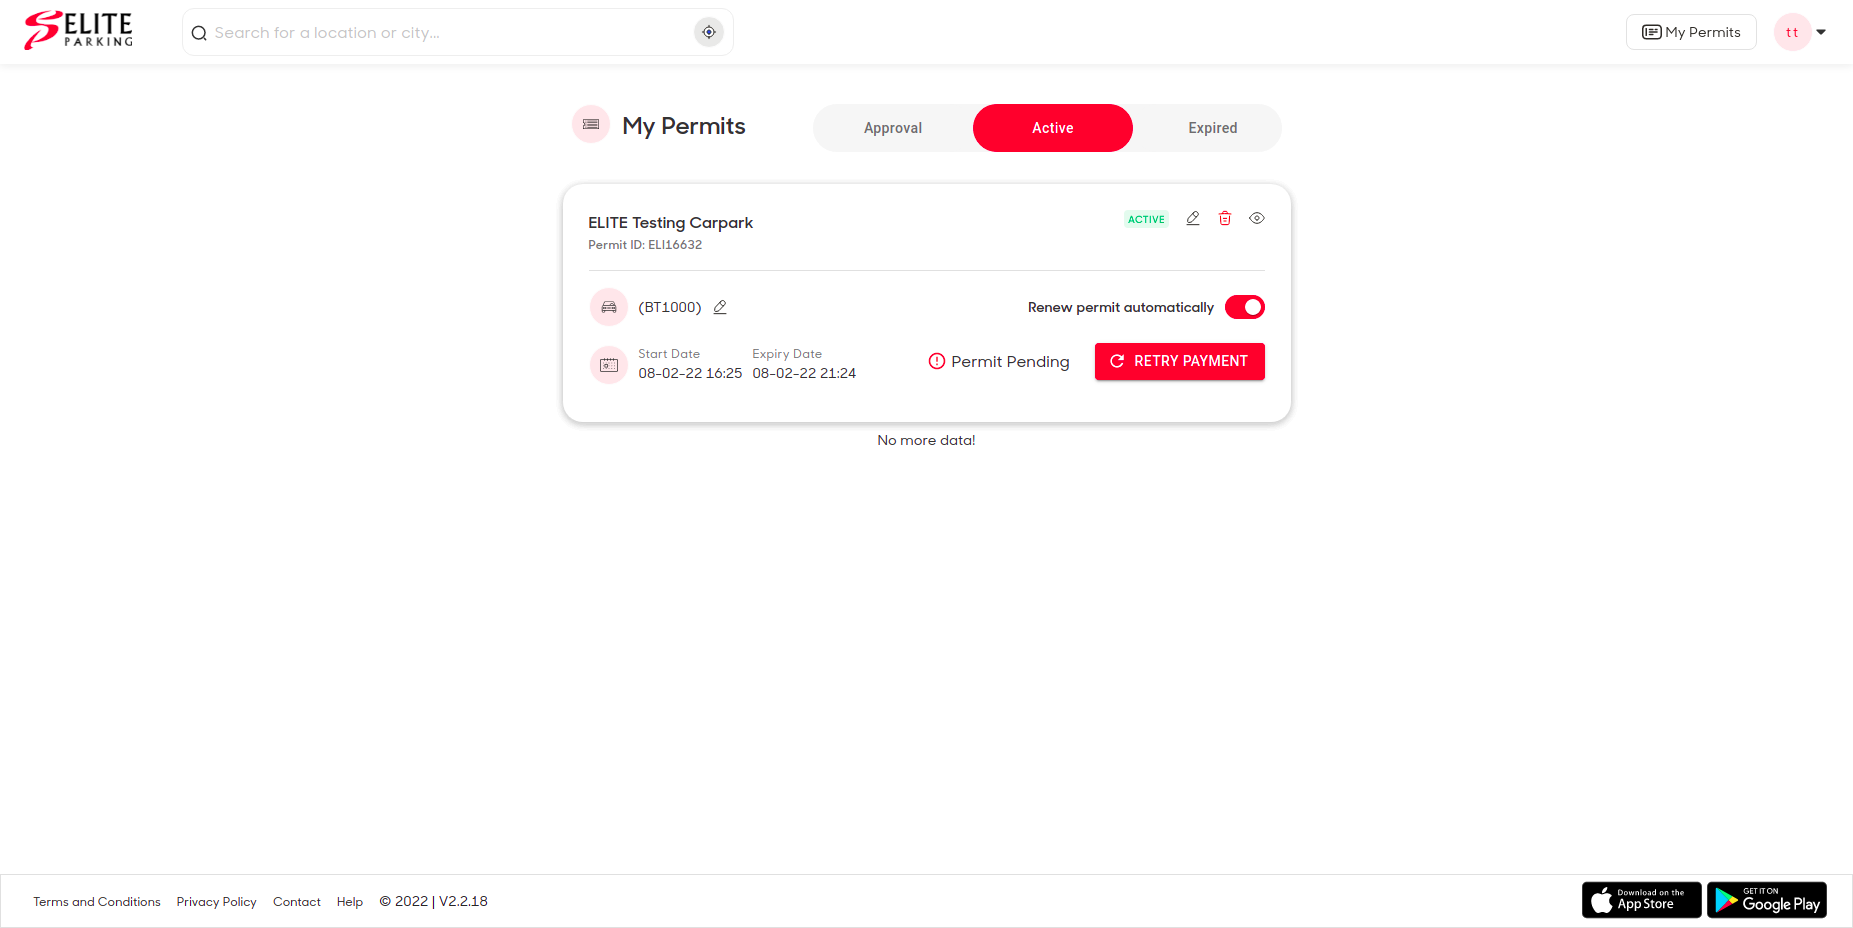 ELITE
PARKING
Search for a location or city...
My Permits
tt
My Permits
Approval
Active
Expired
ELITE Testing Carpark
ACTIVE
Permit ID: ELI16632
(BT1000)
Renew permit automatically
Start Date
Expiry Date
08-02-22 16:25
08-02-22 21:24
Permit Pending
RETRY PAYMENT
No more data!
Terms and Conditions
Privacy Policy
Contact
Help
© 2022 | V2.2.18
Download on the
App Store
GET IT ON
Google Play